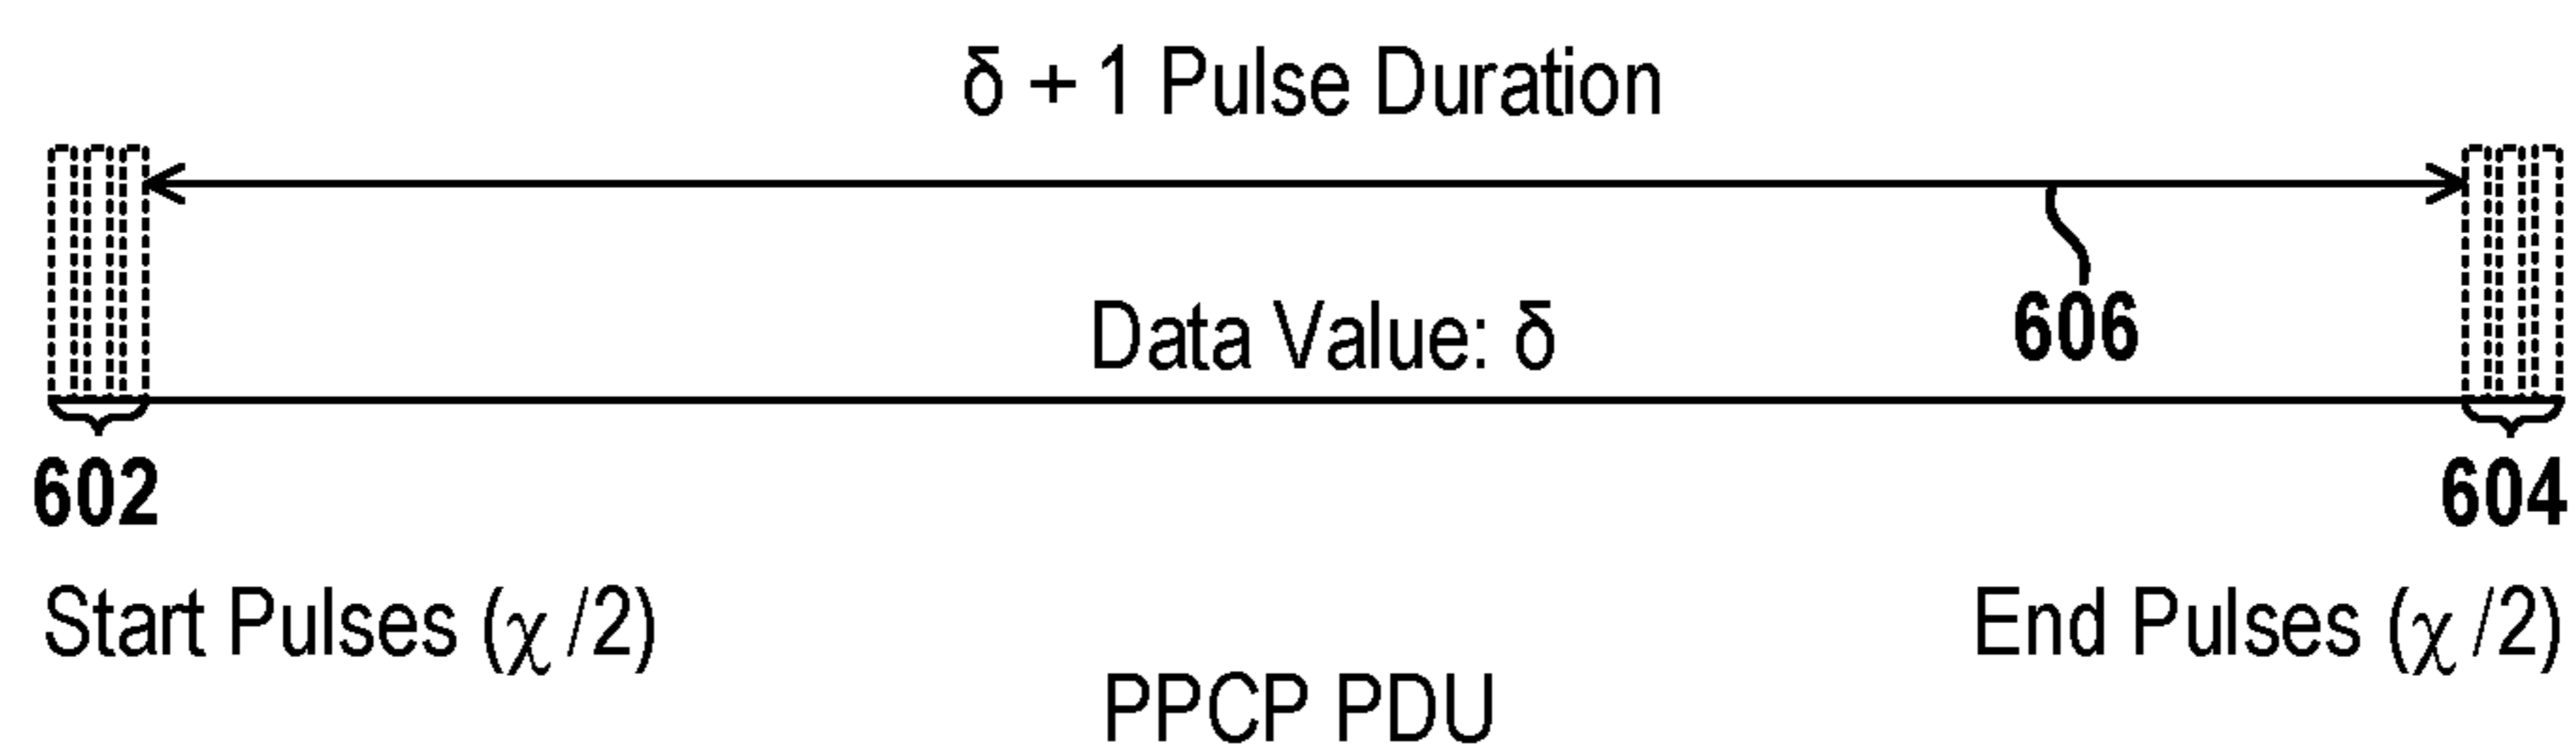 δ + 1 Pulse Duration
606
Data Value: δ
602
604
Start Pulses (χ/2)
End Pulses (χ/2)
PPCP PDU